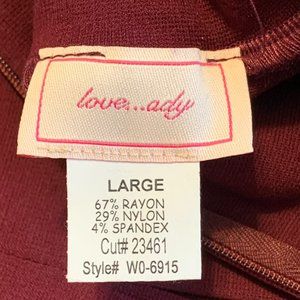 love...ady
LARGE
67% RAYON
29% NYLON
4% SPANDEX
Cut# 23461
Style# W0-6915